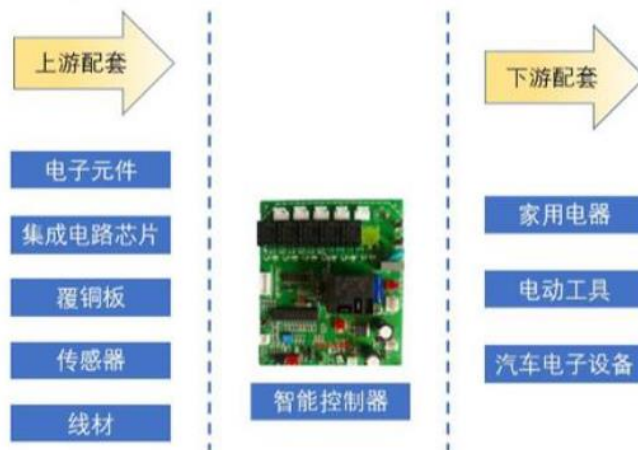 上游配套
电子元件
集成电路芯片
覆铜板
传感器
线材
智能控制器
下游配套
家用电器
电动工具
汽车电子设备